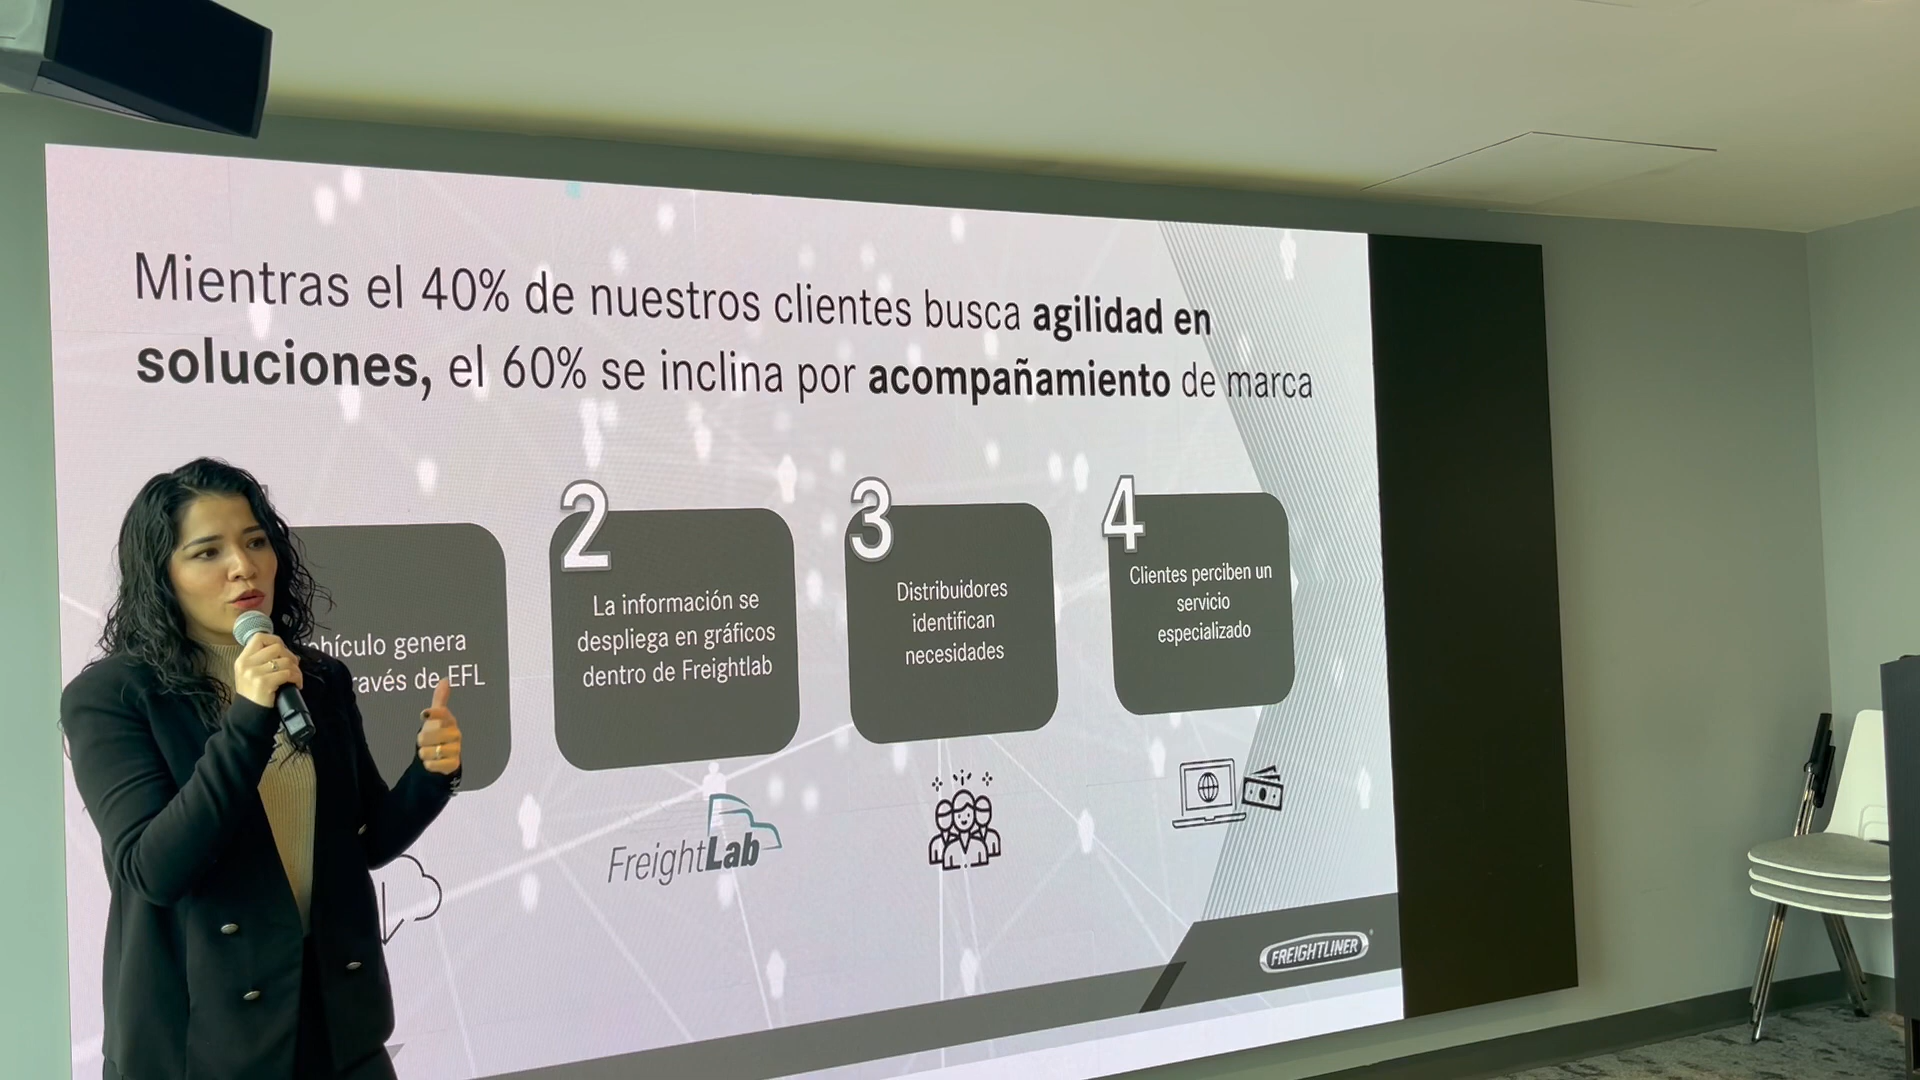 Mientras el 40% de nuestros clientes busca agilidad en
soluciones, el 60% se inclina por acompañamiento de marca
genera
de EFL
2
La información se
despliega en gráficos
dentro de Freightlab
FreightLab
3
Distribuidores
identifican
necesidades
4
Clientes perciben un
servicio
especializado
FREIGHTLINER